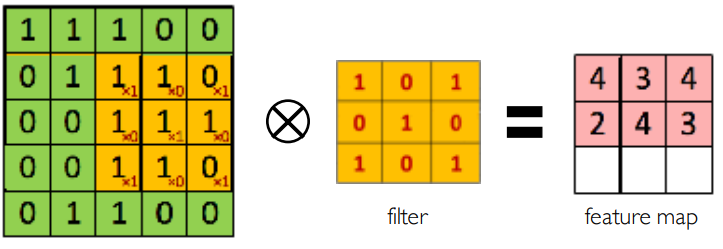 1 1 1 0 0
0 1 1×1 1×0 0×1
0 0 1×0 1×1 1×0
0 0 1×1 1×0 0×1
0 1 1 0 0
⊗
1 0 1
0 1 0
1 0 1
filter
=
4 3 4
2 4 3
feature map